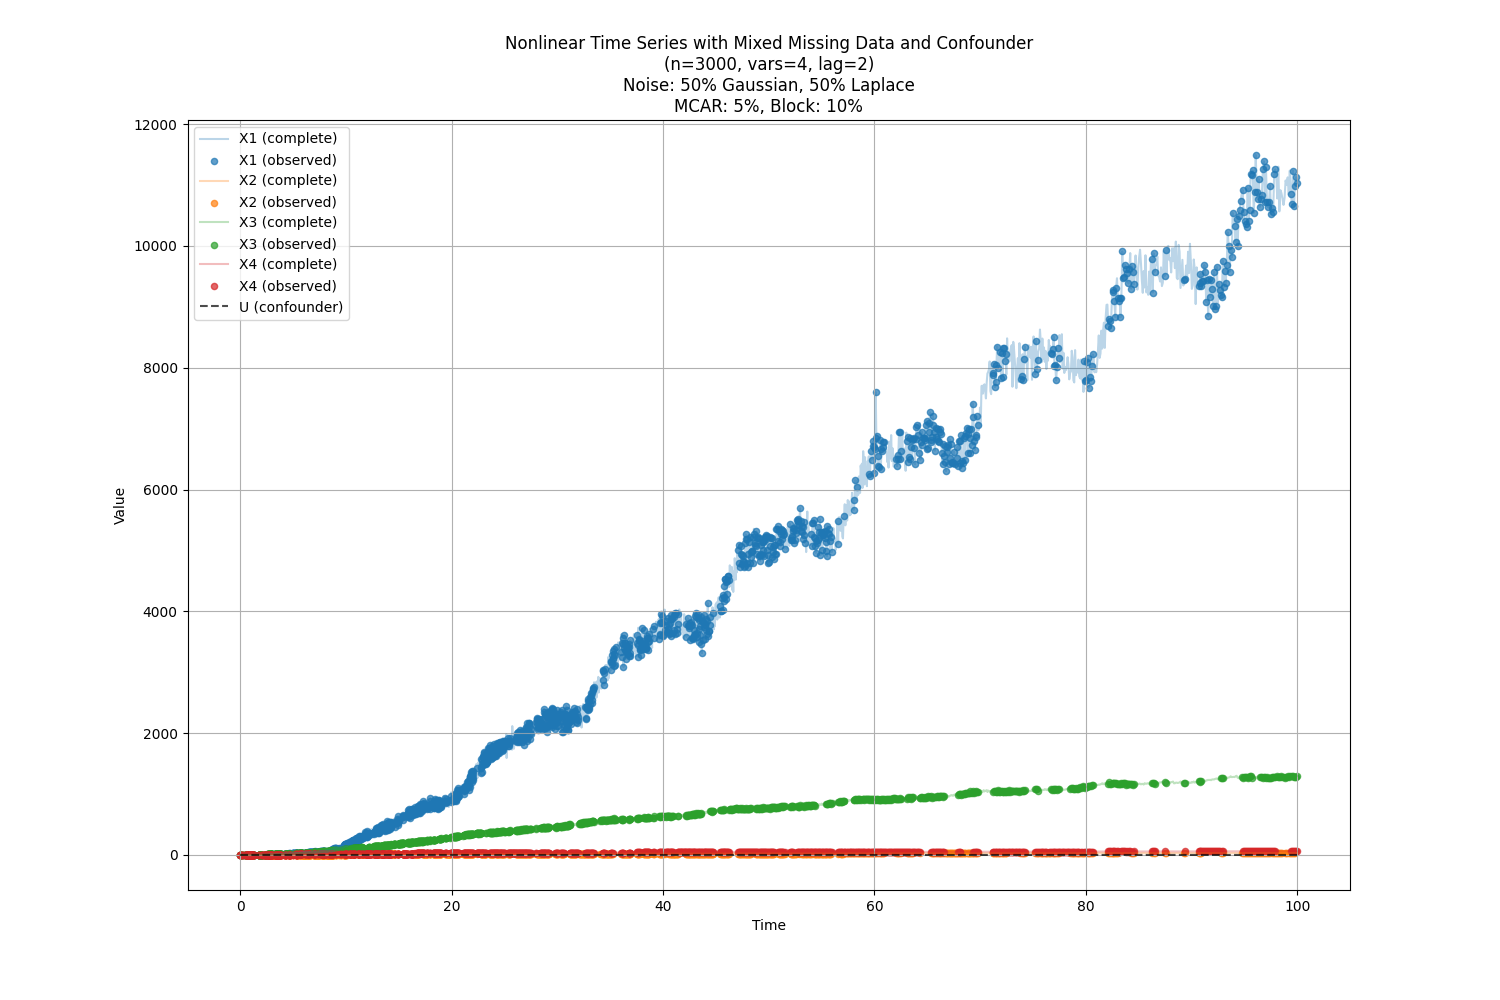 Nonlinear Time Series with Mixed Missing Data and Confounder
(n=3000, vars=4, lag=2)
Noise: 50% Gaussian, 50% Laplace
MCAR: 5%, Block: 10%
X1 (complete)
X1 (observed)
X2 (complete)
X2 (observed)
X3 (complete)
X3 (observed)
X4 (complete)
X4 (observed)
U (confounder)
12000
10000
8000
6000
4000
2000
0
Value
0 20 40 60 80 100
Time